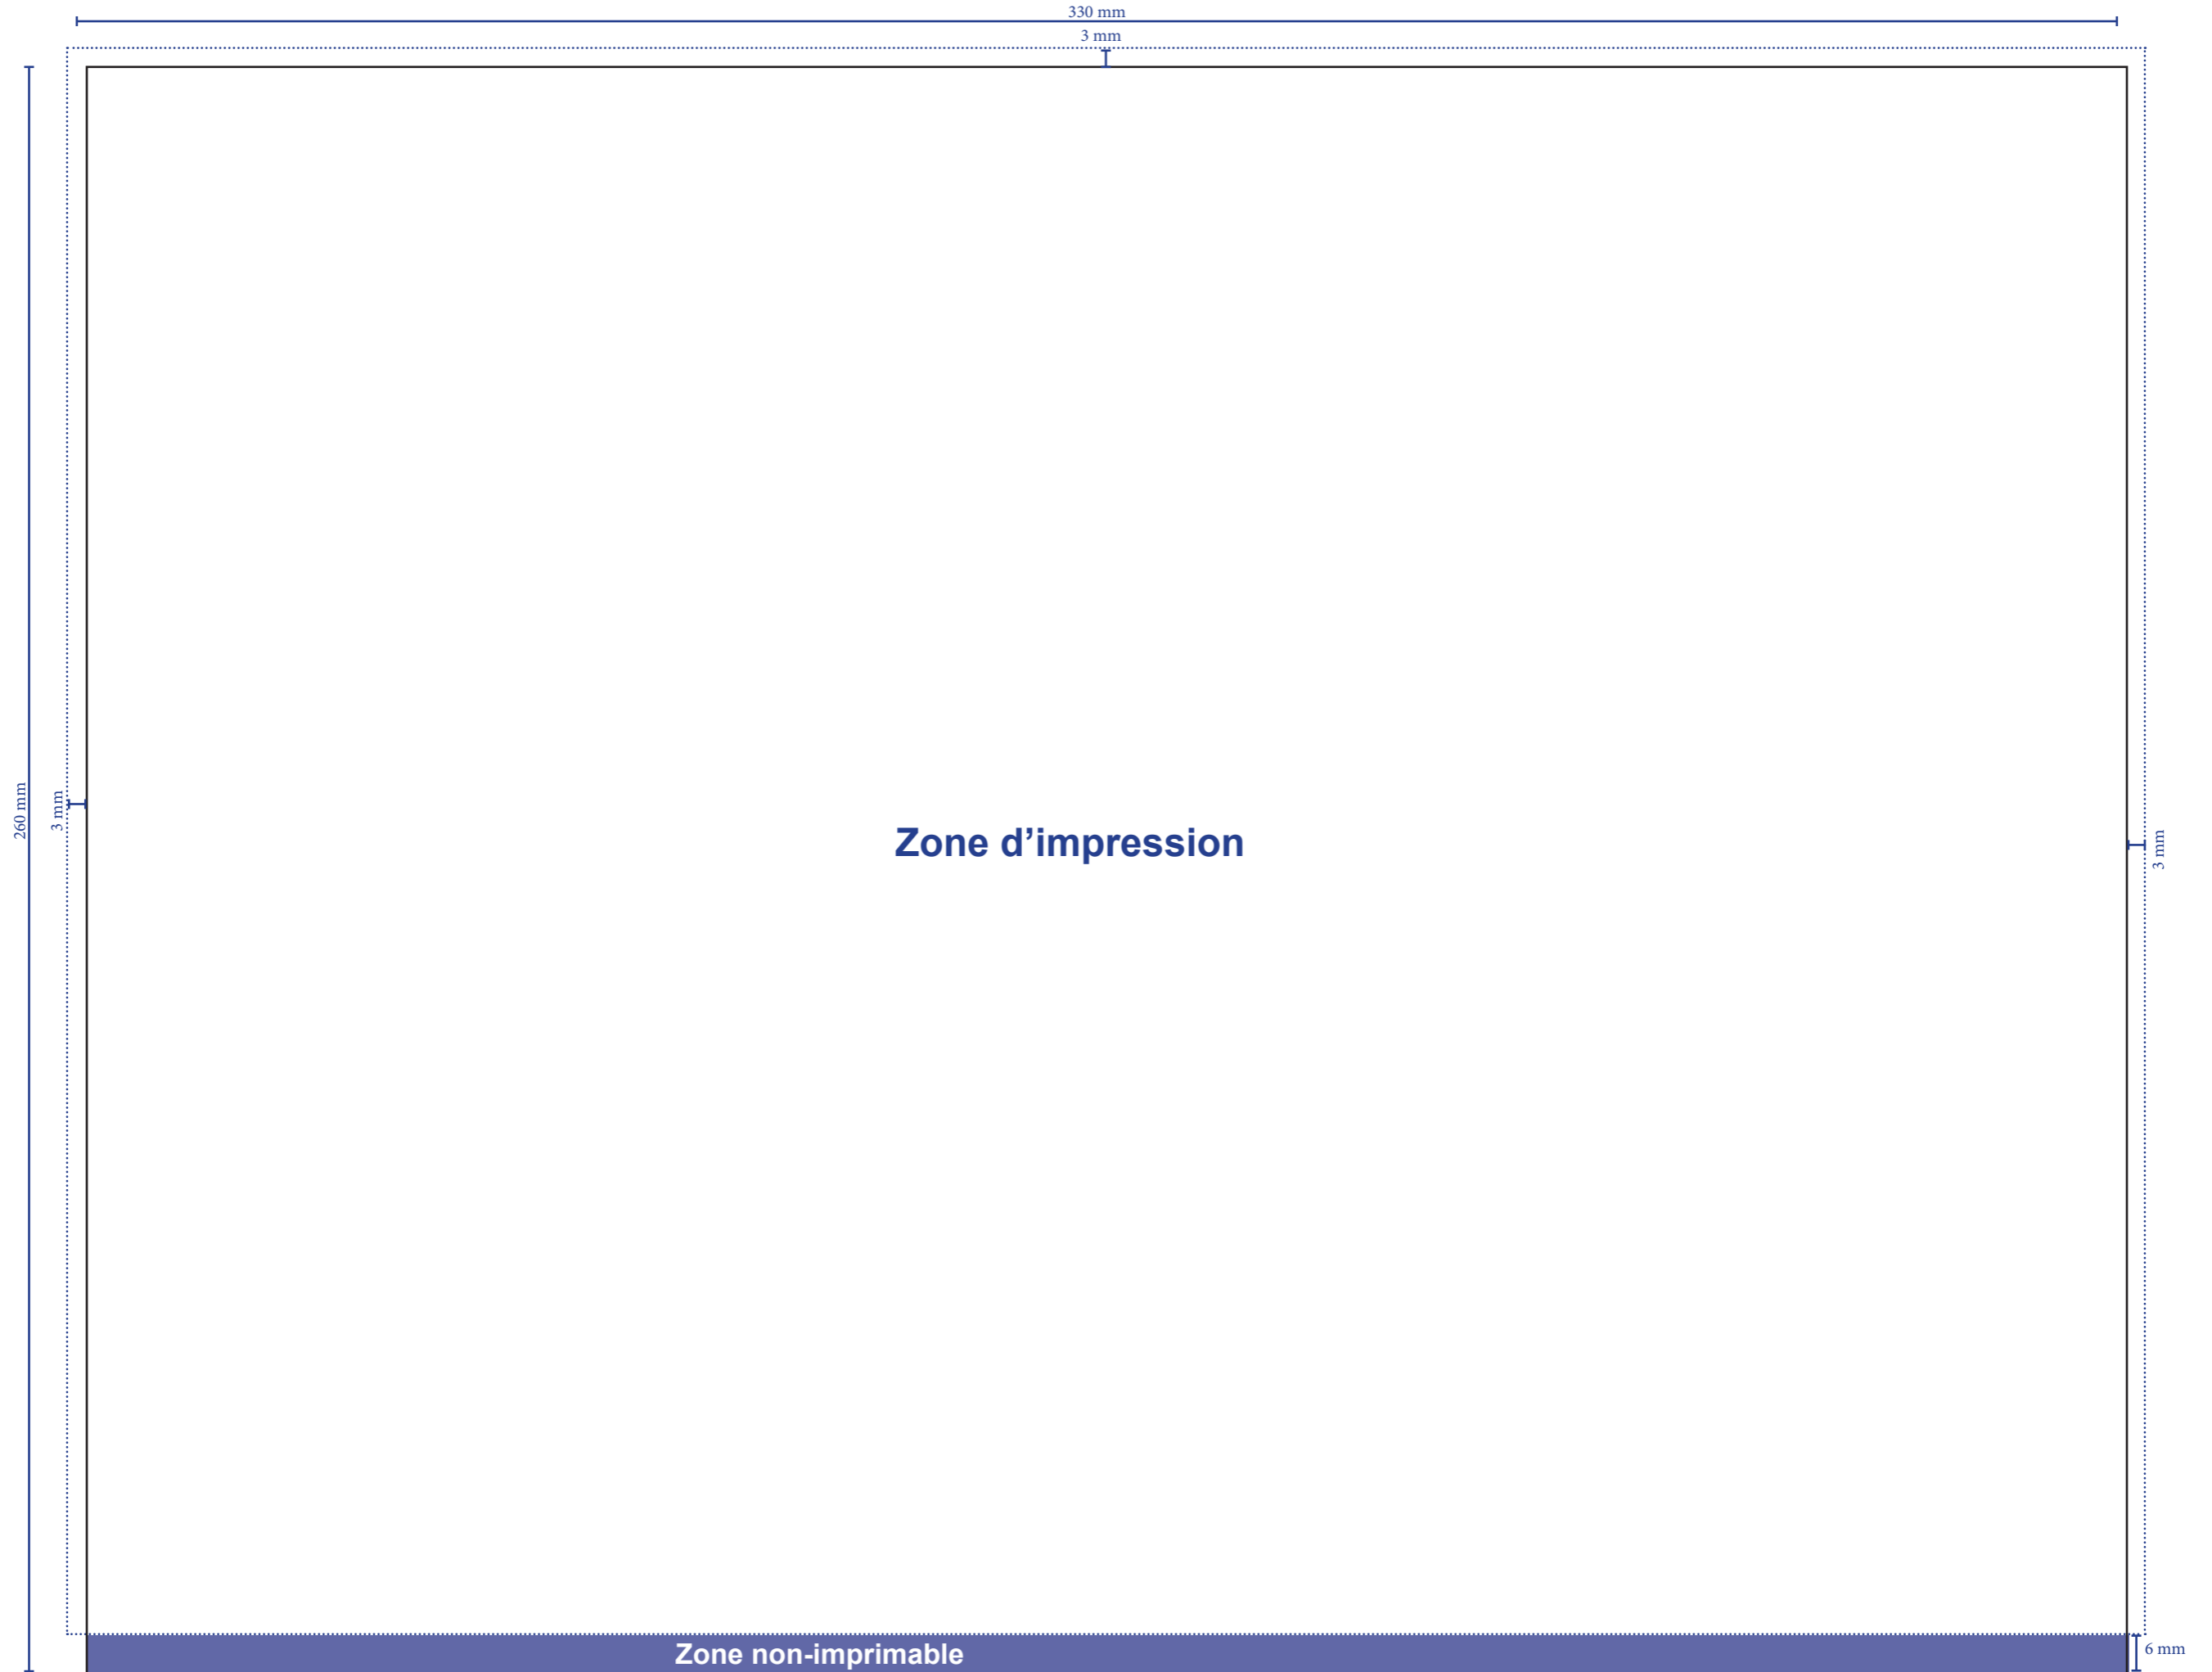 330 mm
3 mm
260 mm
3 mm
Zone d’impression
3 mm
Zone non-imprimable
6 mm